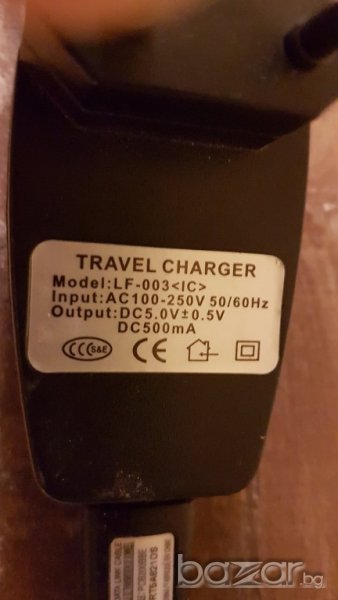 TRAVEL CHARGER
Model:LF-003<IC>
Input:AC100-250V 50/60Hz
Output:DC5.0V±0.5V
DC500mA
CCC S&E CE
bazar.bg